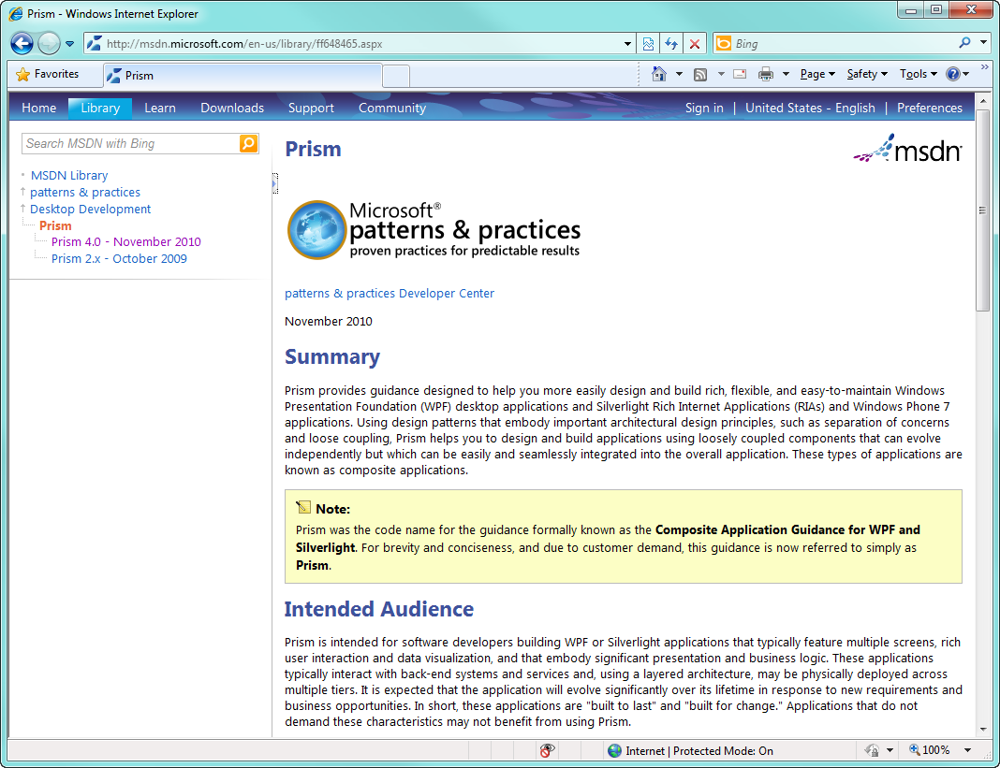 Prism - Windows Internet Explorer
http://msdn.microsoft.com/en-us/library/ff648465.aspx
Bing
Favorites
Prism
Page
Safety
Tools
Home
Library
Learn
Downloads
Support
Community
Sign in | United States - English | Preferences
Search MSDN with Bing
MSDN Library
patterns & practices
Desktop Development
Prism
Prism 4.0 - November 2010
Prism 2.x - October 2009
Prism
msdn
Microsoft®
patterns & practices
proven practices for predictable results
patterns & practices Developer Center
November 2010
Summary
Prism provides guidance designed to help you more easily design and build rich, flexible, and easy-to-maintain Windows
Presentation Foundation (WPF) desktop applications and Silverlight Rich Internet Applications (RIAs) and Windows Phone 7
applications. Using design patterns that embody important architectural design principles, such as separation of concerns
and loose coupling, Prism helps you to design and build applications using loosely coupled components that can evolve
independently but which can be easily and seamlessly integrated into the overall application. These types of applications are
known as composite applications.
Note:
Prism was the code name for the guidance formally known as the Composite Application Guidance for WPF and
Silverlight. For brevity and conciseness, and due to customer demand, this guidance is now referred to simply as
Prism.
Intended Audience
Prism is intended for software developers building WPF or Silverlight applications that typically feature multiple screens, rich
user interaction and data visualization, and that embody significant presentation and business logic. These applications
typically interact with back-end systems and services and, using a layered architecture, may be physically deployed across
multiple tiers. It is expected that the application will evolve significantly over its lifetime in response to new requirements and
business opportunities. In short, these applications are "built to last" and "built for change." Applications that do not
demand these characteristics may not benefit from using Prism.
Internet | Protected Mode: On
100%